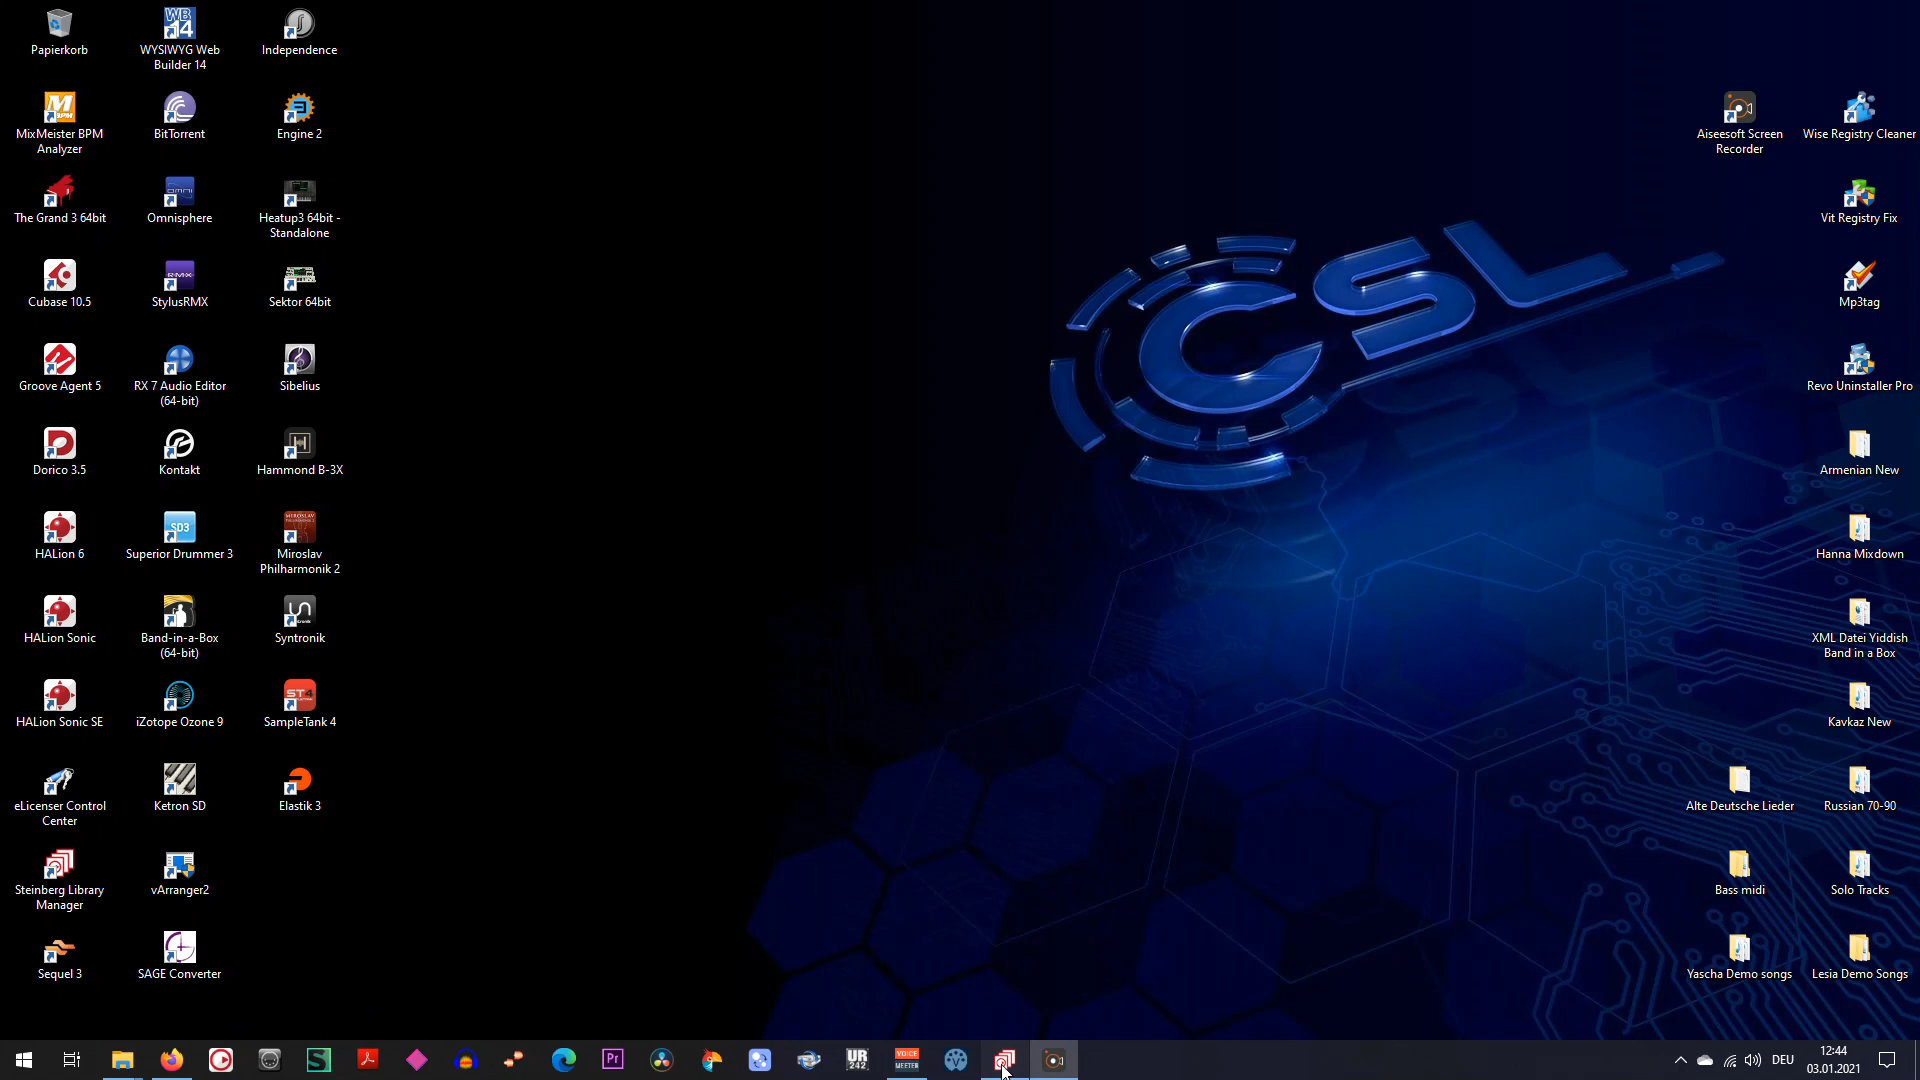 Papierkorb
WYSIWYG Web
Builder 14
Independence
MixMeister BPM
Analyzer
BitTorrent
Engine 2
The Grand 3 64bit
Omnisphere
Heatup3 64bit -
Standalone
Cubase 10.5
StylusRMX
Sektor 64bit
Groove Agent 5
RX 7 Audio Editor
(64-bit)
Sibelius
Dorico 3.5
Kontakt
Hammond B-3X
HALion 6
Superior Drummer 3
Miroslav
Philharmonik 2
HALion Sonic
Band-in-a-Box
(64-bit)
Syntronik
HALion Sonic SE
iZotope Ozone 9
SampleTank 4
eLicenser Control
Center
Ketron SD
Elastik 3
Steinberg Library
Manager
vArranger2
Sequel 3
SAGE Converter
CSL
Aiseesoft Screen
Recorder
Wise Registry Cleaner
Vit Registry Fix
Mp3tag
Revo Uninstaller Pro
Armenian New
Hanna Mixdown
XML Datei Yiddish
Band in a Box
Kavkaz New
Alte Deutsche Lieder
Russian 70-90
Bass midi
Solo Tracks
Yascha Demo songs
Lesia Demo Songs
Pr
UR
242
VOICE
MEETER
DEU
12:44
03.01.2021